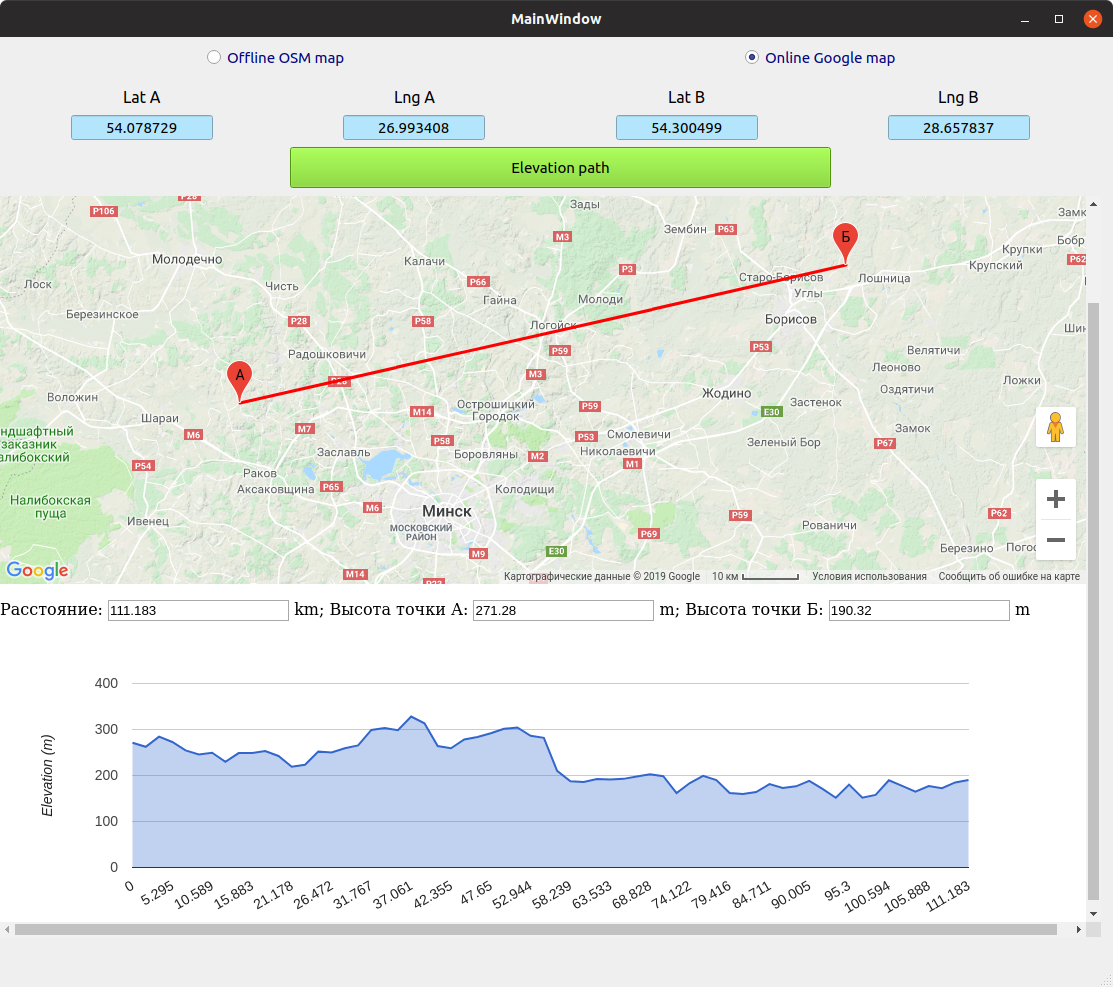 MainWindow
Offline OSM map Online Google map
Lat A Lng A Lat B Lng B
54.078729 26.993408 54.300499 28.657837
Elevation path
P28
P106
Зады
Замк
Зембин P63
M3
Б
Бобр
Крупки
Молодечно
Калачи
P62
Крупский
P3
Лоск
Чисть
P66
Старо-Борисов
Лошница
Гайна
Молоди
Углы
Березинское
P28
P58
Логойск
Борисов
Шин
Радошковичи
P59
P53
Велятичи
Леоново
А
P28
M3
Ложки
Оздятичи
Жодино
Воложин
Острошицкий
Городок
P59
Застенок
Шараи
M14
E30
ндшафтный
заказник
алибокский
M6
M7
P58
P53
Смолевичи
Замок
Зеленый Бор
P67
Заславль
Боровляны
M2
Николаевичи
P54
M1
Раков
Аксаковщина
P65
Колодищи
Налибокская
пуща
M6
Минск
МОСКОВСКИЙ
РАЙОН
P59
P62
Ивенец
Рованичи
P69
M9
E30
Березино
Погос
Google
M14
Картографические данные © 2019 Google 10 км Условия использования Сообщить об ошибке на карте
Расстояние: 111.183 km; Высота точки А: 271.28 m; Высота точки Б: 190.32 m
400
300
200
100
0
Elevation (m)
0 5.295 10.589 15.883 21.178 26.472 31.767 37.061 42.355 47.65 52.944 58.239 63.533 68.828 74.122 79.416 84.711 90.005 95.3 100.594 105.888 111.183